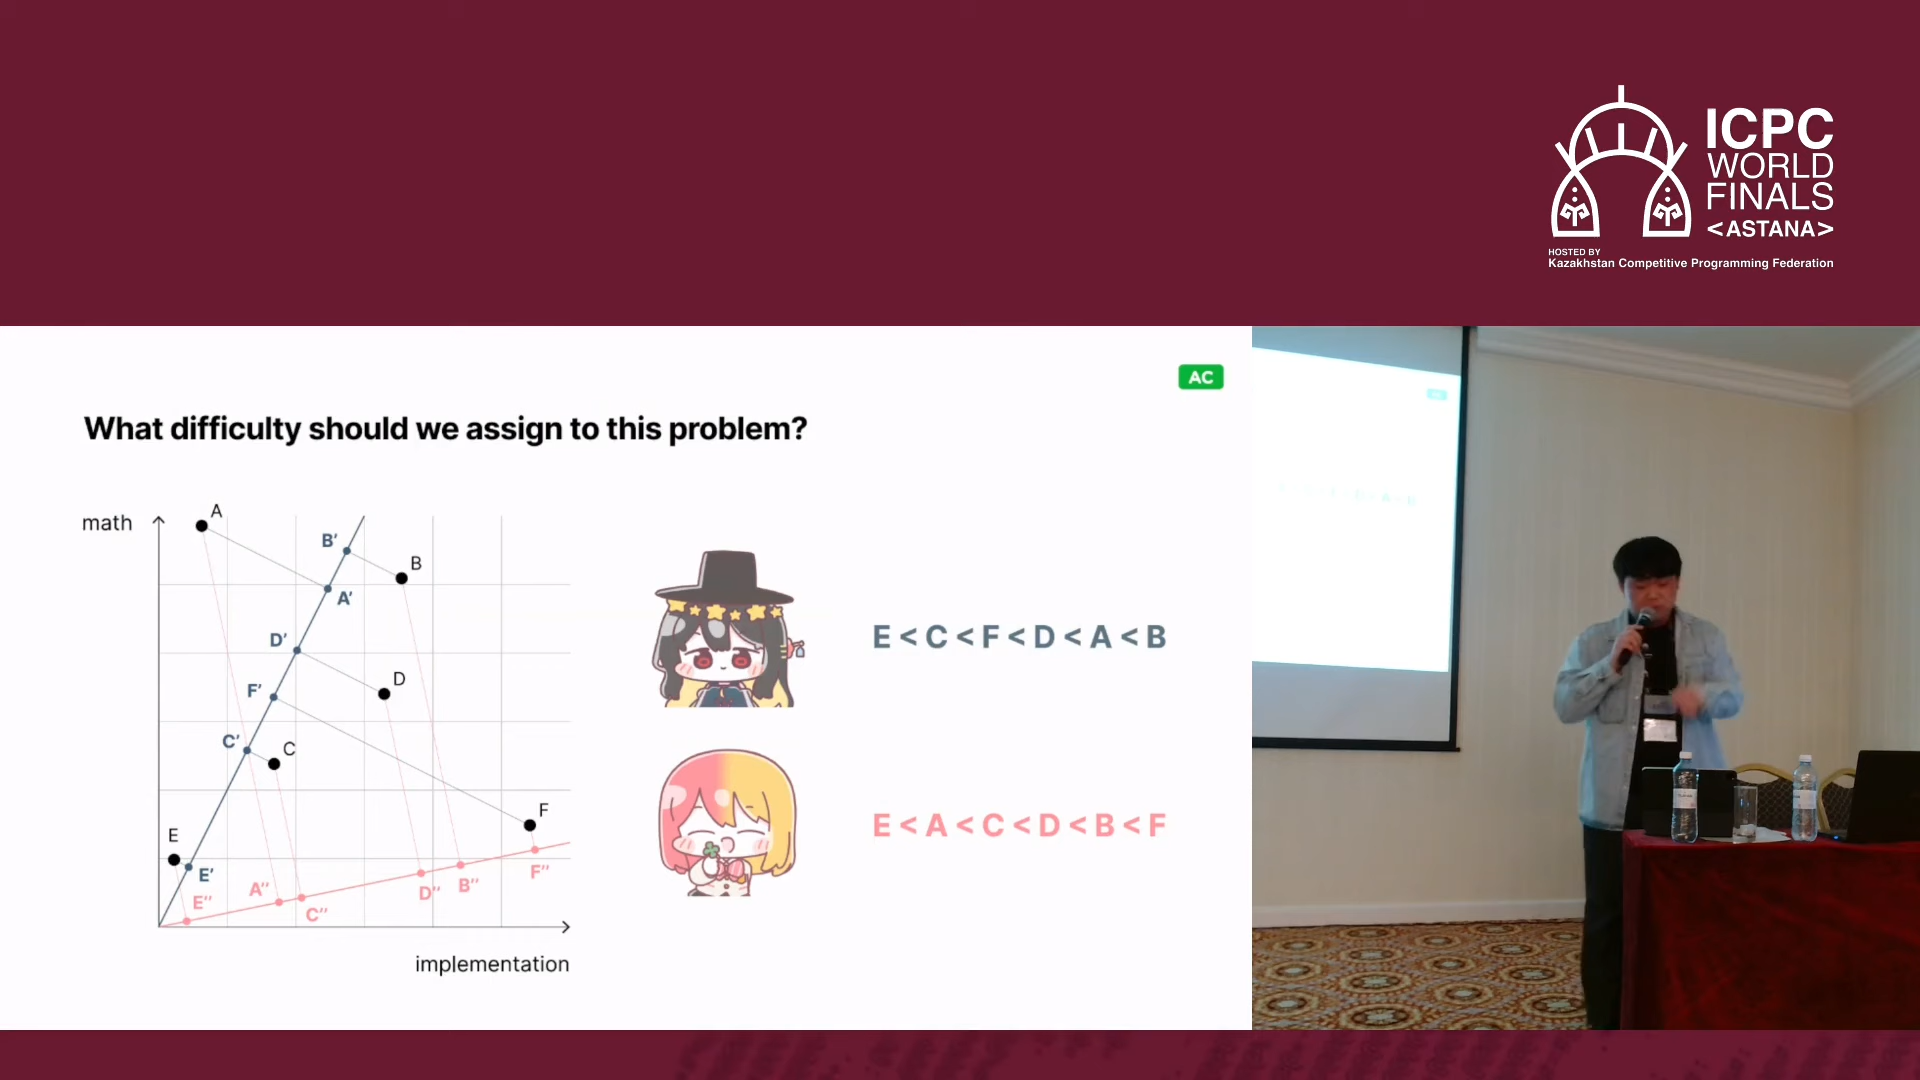 ICPC
WORLD
FINALS
<ASTANA>
HOSTED BY
Kazakhstan Competitive Programming Federation
AC
What difficulty should we assign to this problem?
math
A
B′
B
A′
D′
D
F′
C′
C
F
E
E′
F″
A″
B″
D″
E″
C″
implementation
E < C < F < D < A < B
E < A < C < D < B < F